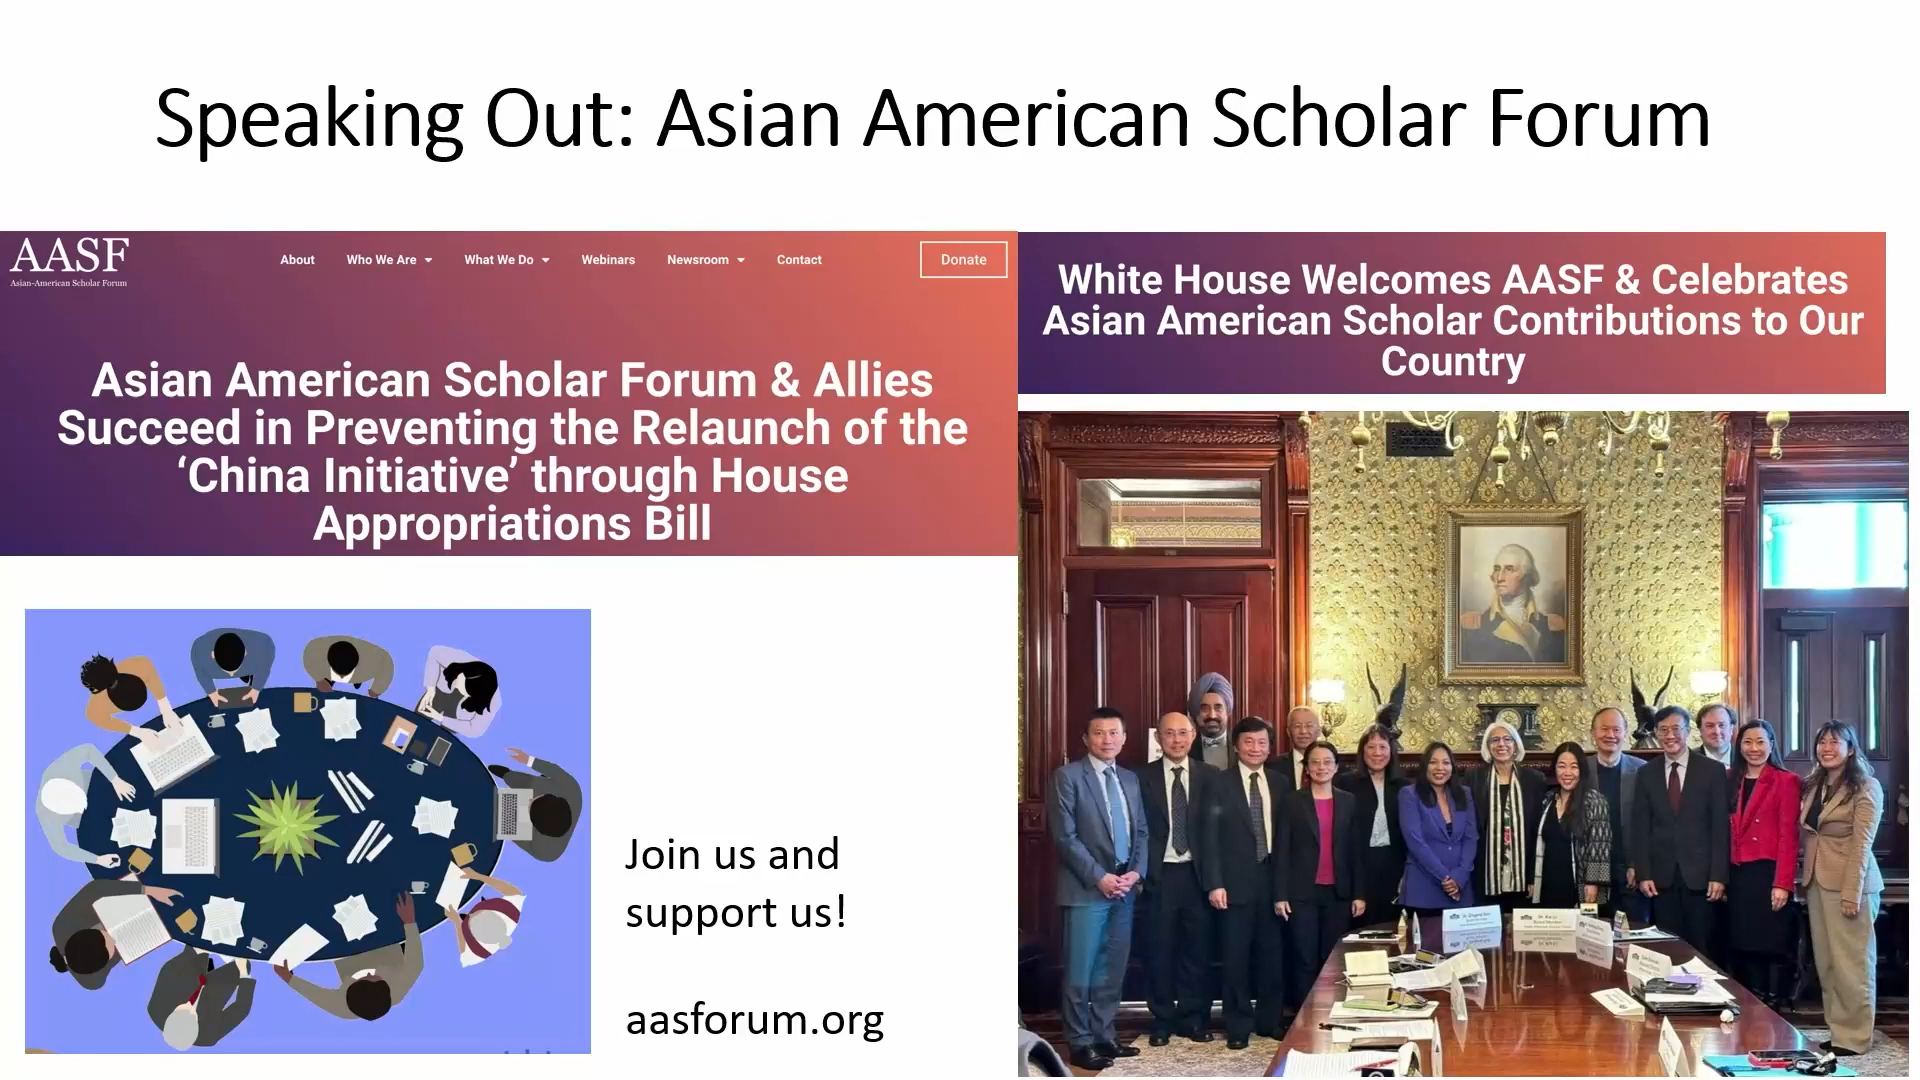 Speaking Out: Asian American Scholar Forum
AASF
Asian-American Scholar Forum
About
Who We Are
What We Do
Webinars
Newsroom
Contact
Donate
Asian American Scholar Forum & Allies
Succeed in Preventing the Relaunch of the
‘China Initiative’ through House
Appropriations Bill
White House Welcomes AASF & Celebrates
Asian American Scholar Contributions to Our
Country
Join us and
support us!
aasforum.org